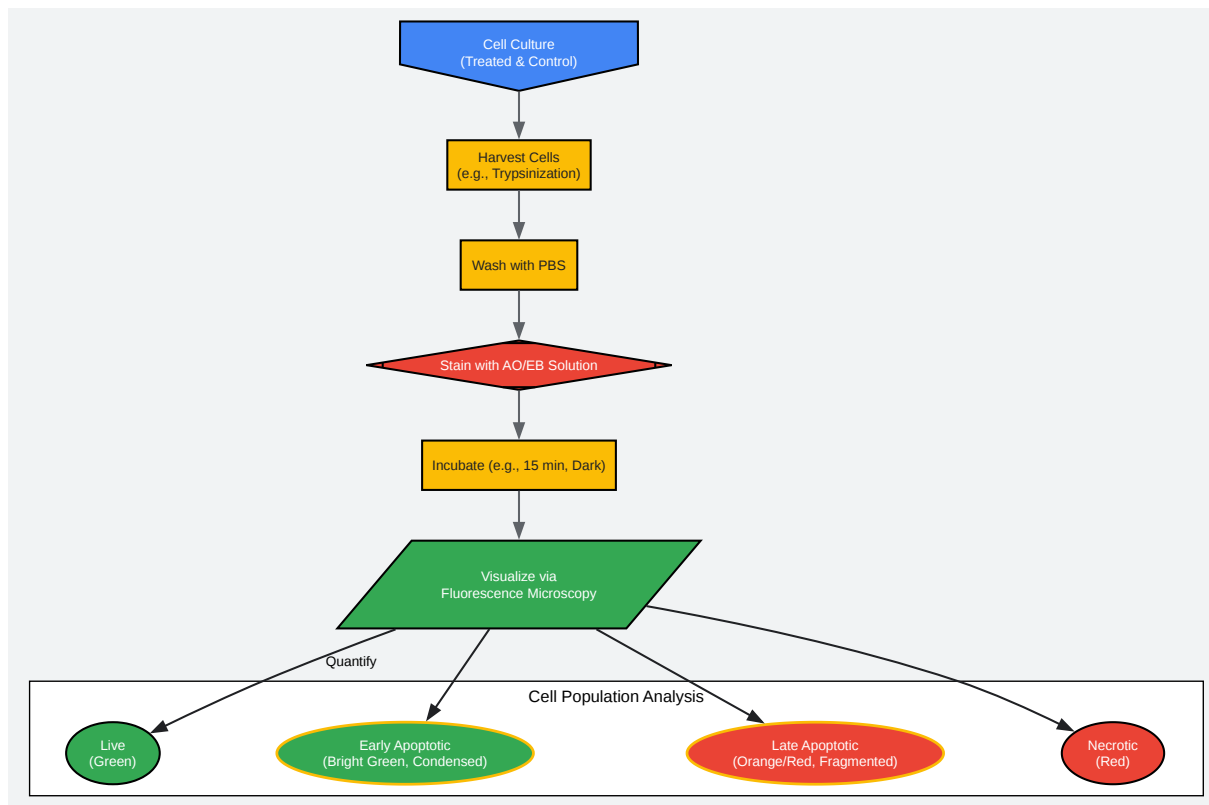 Cell Culture
(Treated & Control)
Harvest Cells
(e.g., Trypsinization)
Wash with PBS
Stain with AO/EB Solution
Incubate (e.g., 15 min, Dark)
Visualize via
Fluorescence Microscopy
Quantify
Cell Population Analysis
Live
(Green)
Early Apoptotic
(Bright Green, Condensed)
Late Apoptotic
(Orange/Red, Fragmented)
Necrotic
(Red)